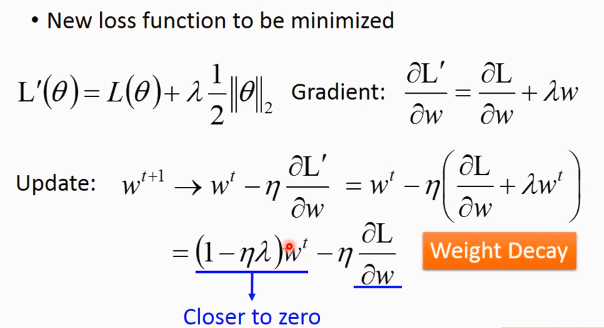 • New loss function to be minimized
L′(θ) = L(θ) + λ 1/2 ‖θ‖₂ Gradient: ∂L′/∂w = ∂L/∂w + λw
Update: wᵗ⁺¹ → wᵗ − η ∂L′/∂w = wᵗ − η(∂L/∂w + λwᵗ)
= (1 − ηλ)wᵗ − η ∂L/∂w Weight Decay
Closer to zero